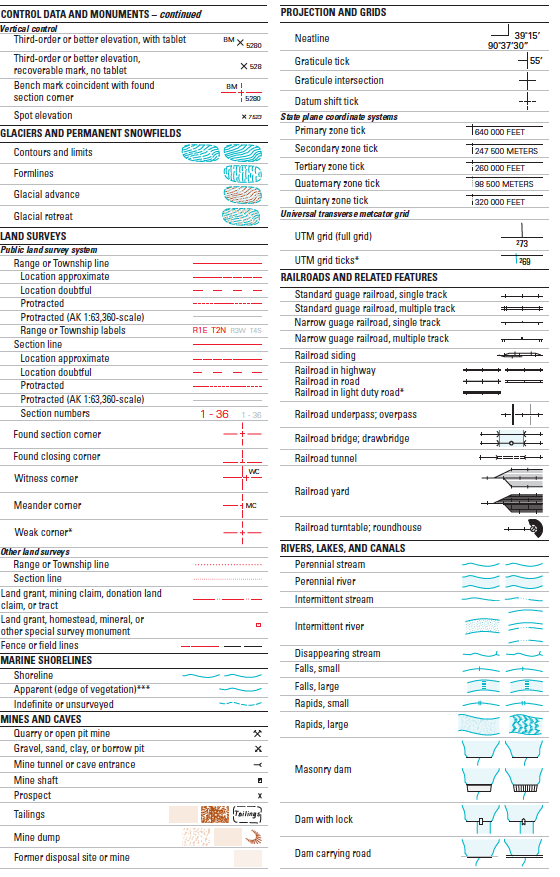 CONTROL DATA AND MONUMENTS – continued
Vertical control
Third-order or better elevation, with tablet
BM
5280
Third-order or better elevation,
recoverable mark, no tablet
528
Bench mark coincident with found
section corner
BM
5280
Spot elevation
7523
GLACIERS AND PERMANENT SNOWFIELDS
Contours and limits
Formlines
Glacial advance
Glacial retreat
LAND SURVEYS
Public land survey system
Range or Township line
Location approximate
Location doubtful
Protracted
Protracted (AK 1:63,360-scale)
Range or Township labels
R1E T2N R3W T4S
Section line
Location approximate
Location doubtful
Protracted
Protracted (AK 1:63,360-scale)
Section numbers
1 - 36 1 - 36
Found section corner
Found closing corner
Witness corner
WC
Meander corner
MC
Weak corner*
Other land surveys
Range or Township line
Section line
Land grant, mining claim, donation land
claim, or tract
Land grant, homestead, mineral, or
other special survey monument
Fence or field lines
MARINE SHORELINES
Shoreline
Apparent (edge of vegetation)***
Indefinite or unsurveyed
MINES AND CAVES
Quarry or open pit mine
Gravel, sand, clay, or borrow pit
Mine tunnel or cave entrance
Mine shaft
Prospect
Tailings
Tailings
Mine dump
Former disposal site or mine
PROJECTION AND GRIDS
Neatline
39°15'
90°37'30"
Graticule tick
55'
Graticule intersection
Datum shift tick
State plane coordinate systems
Primary zone tick
640 000 FEET
Secondary zone tick
247 500 METERS
Tertiary zone tick
260 000 FEET
Quaternary zone tick
98 500 METERS
Quintary zone tick
320 000 FEET
Universal transverse metcator grid
UTM grid (full grid)
273
UTM grid ticks*
269
RAILROADS AND RELATED FEATURES
Standard guage railroad, single track
Standard guage railroad, multiple track
Narrow guage railroad, single track
Narrow guage railroad, multiple track
Railroad siding
Railroad in highway
Railroad in road
Railroad in light duty road*
Railroad underpass; overpass
Railroad bridge; drawbridge
Railroad tunnel
Railroad yard
Railroad turntable; roundhouse
RIVERS, LAKES, AND CANALS
Perennial stream
Perennial river
Intermittent stream
Intermittent river
Disappearing stream
Falls, small
Falls, large
Rapids, small
Rapids, large
Masonry dam
Dam with lock
Dam carrying road